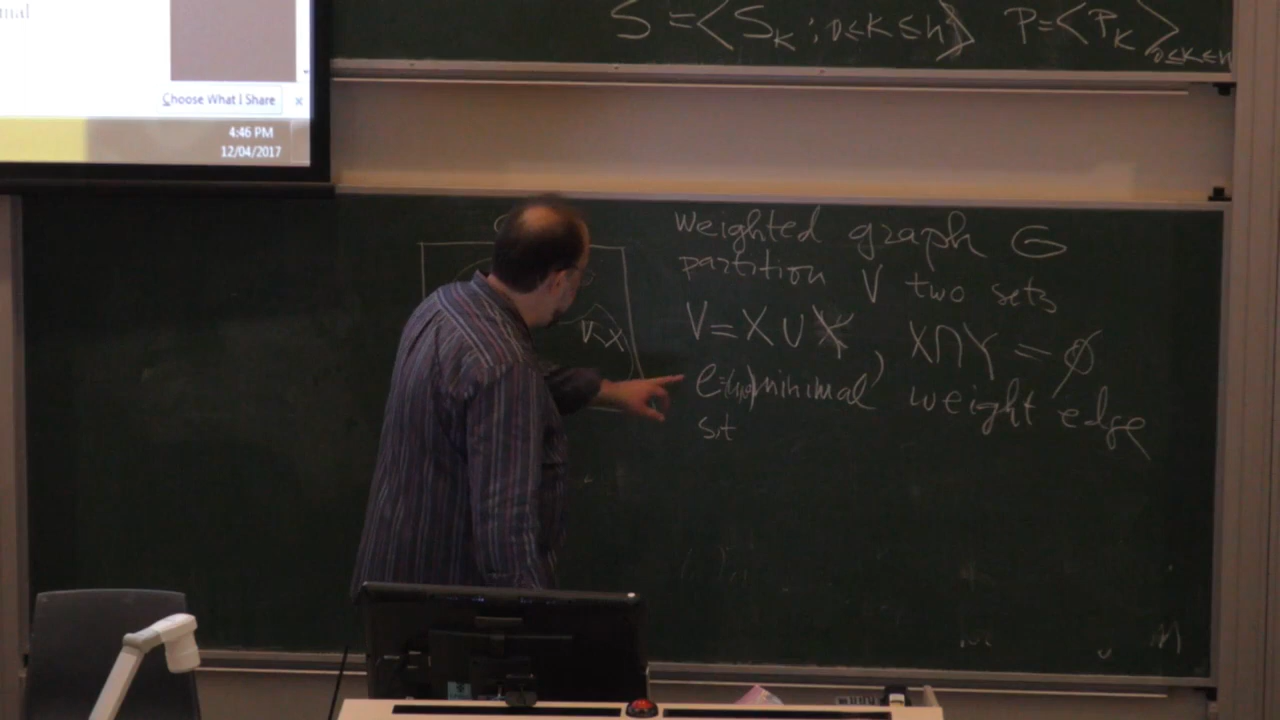 Choose What I Share
4:46 PM
12/04/2017
S = < S_K ; 0≤K≤n > P = < P_K >_{0≤K≤n}
Weighted graph G
partition V two sets
V = X ∪ Y, X ∩ Y = ∅
V-X
e=(u,v) minimal weight edge
s.t